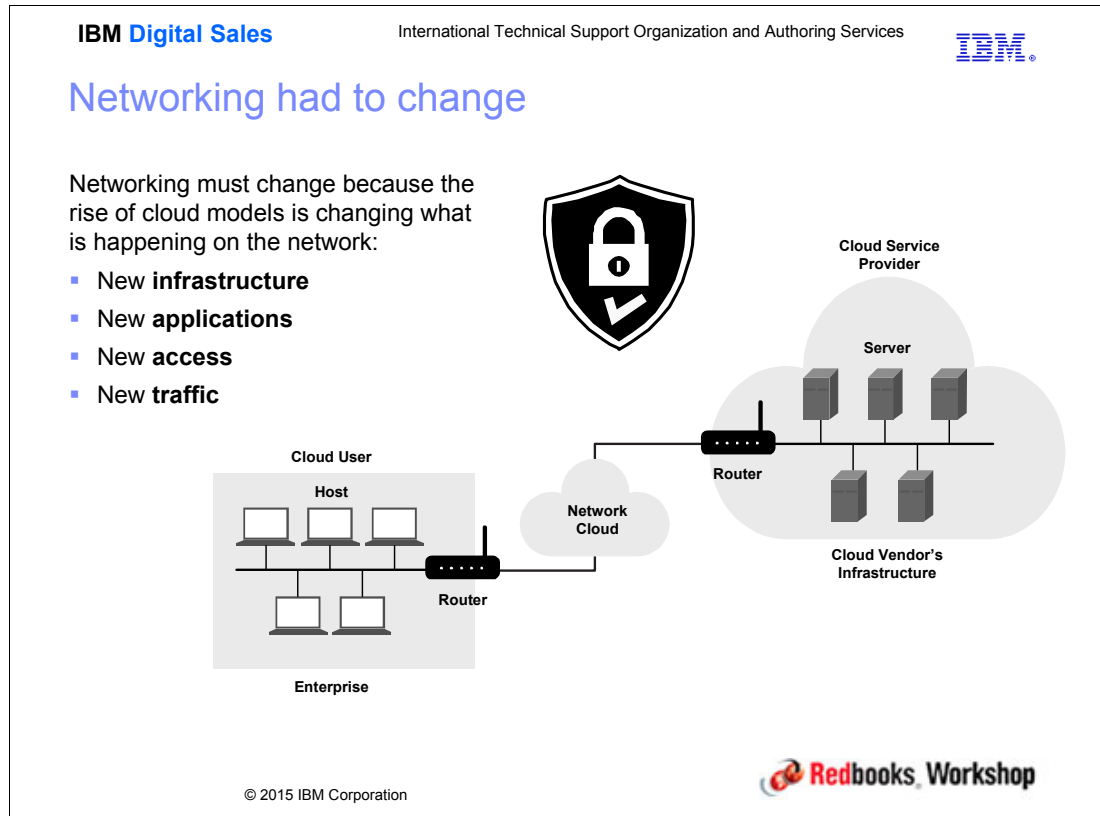 IBM Digital Sales
International Technical Support Organization and Authoring Services
IBM®
Networking had to change
Networking must change because the
rise of cloud models is changing what
is happening on the network:
▪ New infrastructure
▪ New applications
▪ New access
▪ New traffic
Cloud Service
Provider
Server
Router
Cloud Vendor's
Infrastructure
Network
Cloud
Cloud User
Host
Router
Enterprise
© 2015 IBM Corporation
Redbooks® Workshop